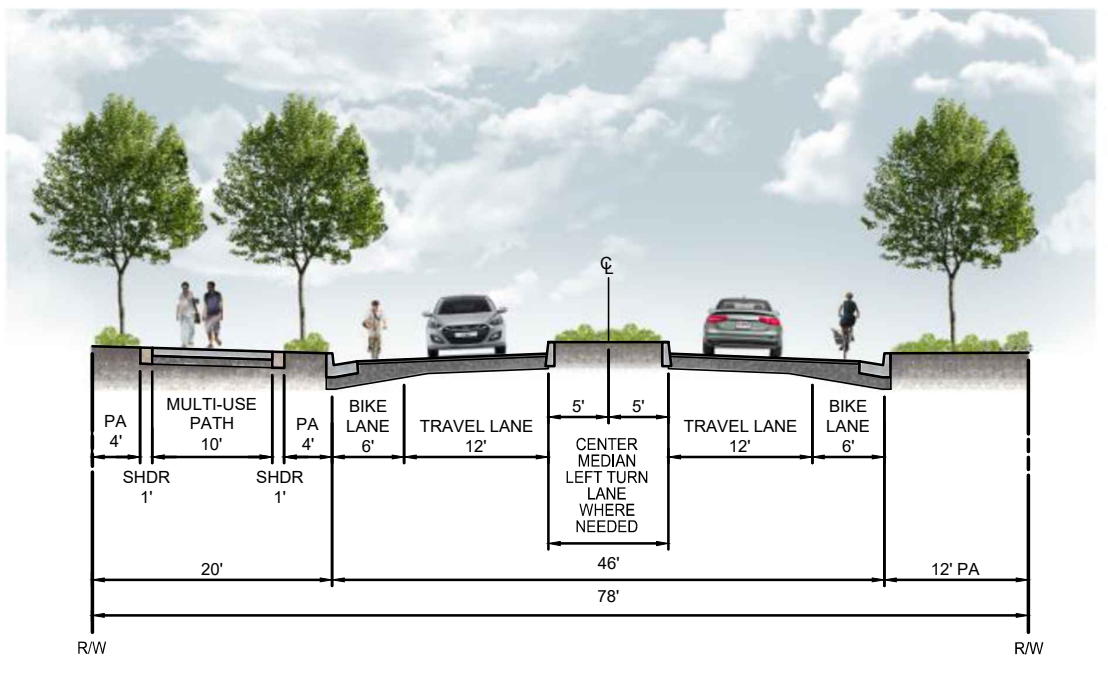 ℄
PA
4'
MULTI-USE
PATH
10'
PA
4'
BIKE
LANE
6'
TRAVEL LANE
12'
5'
5'
TRAVEL LANE
12'
BIKE
LANE
6'
SHDR
1'
SHDR
1'
CENTER
MEDIAN
LEFT TURN
LANE
WHERE
NEEDED
20'
46'
12' PA
78'
R/W
R/W